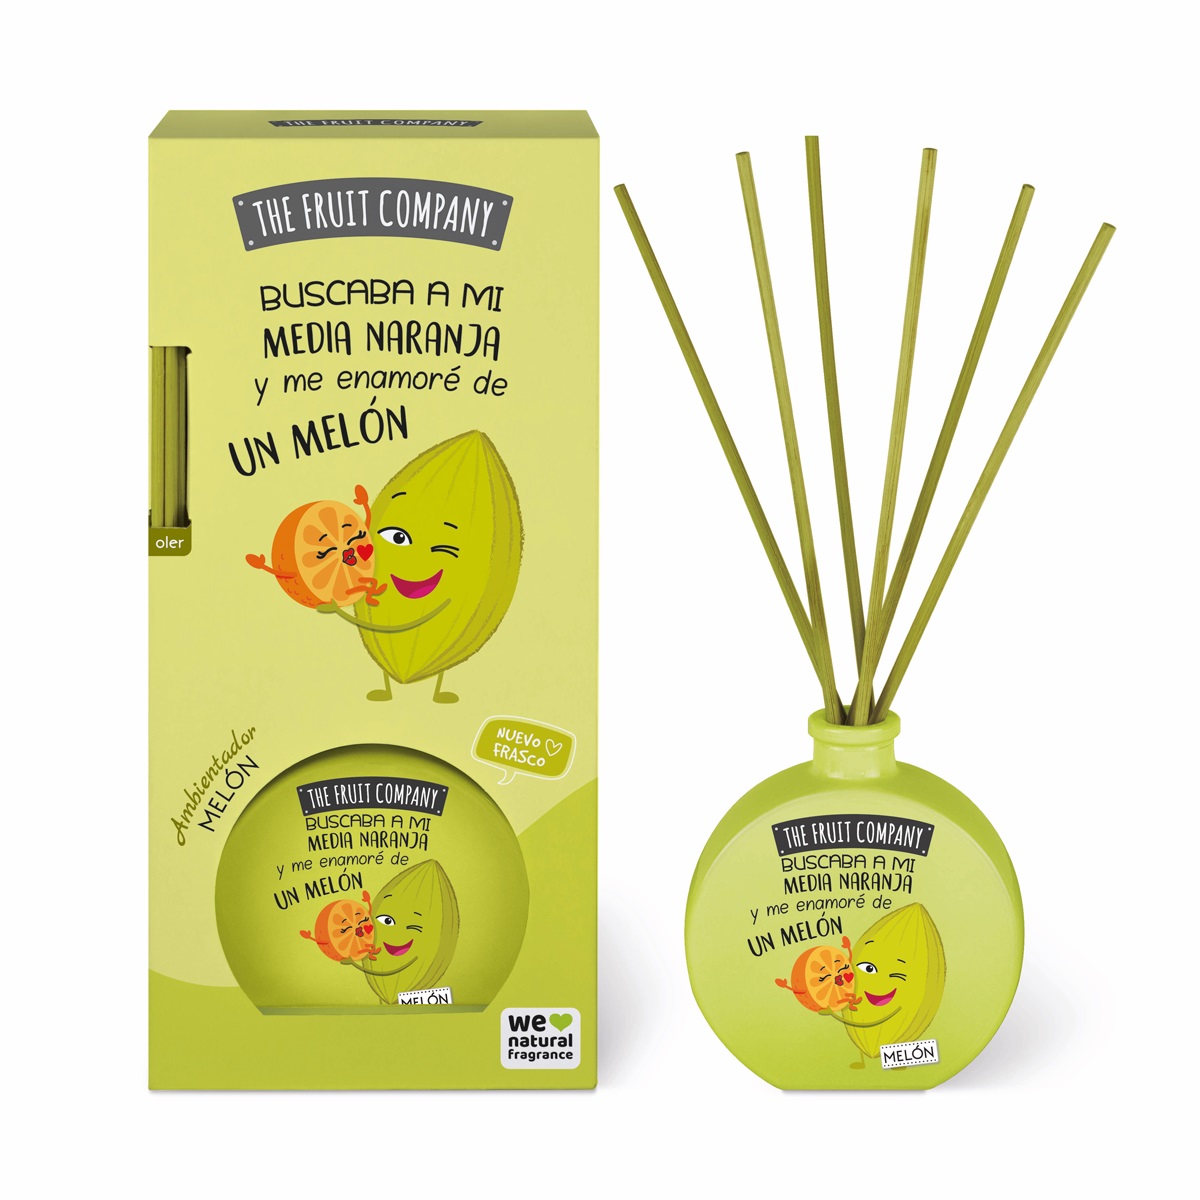 THE FRUIT COMPANY
THE FRUIT COMPANY
BUSCABA A MI
MEDIA NARANJA
y me enamoré de
UN MELÓN
oler
Ambientador
MELÓN
NUEVO
FRASCO
THE FRUIT COMPANY
BUSCABA A MI
MEDIA NARANJA
y me enamoré de
UN MELÓN
MELÓN
we
natural
fragrance
THE FRUIT COMPANY
BUSCABA A MI
MEDIA NARANJA
y me enamoré de
UN MELÓN
MELÓN